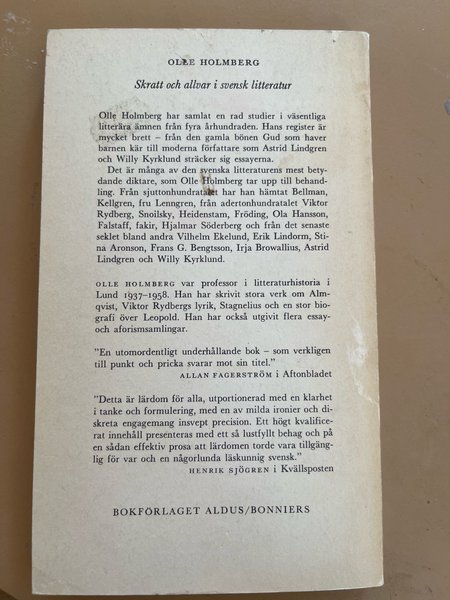 OLLE HOLMBERG
Skratt och allvar i svensk litteratur
Olle Holmberg har samlat en rad studier i väsentliga
litterära ämnen från fyra århundraden. Hans register är
mycket brett – från den gamla bönen Gud som haver
barnen kär till moderna författare som Astrid Lindgren
och Willy Kyrklund sträcker sig essayerna.
Det är många av den svenska litteraturens mest bety-
dande diktare, som Olle Holmberg tar upp till behand-
ling. Från sjuttonhundratalet har han hämtat Bellman,
Kellgren, fru Lenngren, från adertonhundratalet Viktor
Rydberg, Snoilsky, Heidenstam, Fröding, Ola Hansson,
Falstaff, fakir, Hjalmar Söderberg och från det senaste
seklet bland andra Vilhelm Ekelund, Erik Lindorm, Sti-
na Aronson, Frans G. Bengtsson, Irja Browallius, Astrid
Lindgren och Willy Kyrklund.
OLLE HOLMBERG var professor i litteraturhistoria i
Lund 1937-1958. Han har skrivit stora verk om Alm-
qvist, Viktor Rydbergs lyrik, Stagnelius och en stor bio-
grafi över Leopold. Han har också utgivit flera essay-
och aforismsamlingar.
"En utomordentligt underhållande bok – som verkligen
till punkt och pricka svarar mot sin titel."
ALLAN FAGERSTRÖM i Aftonbladet
"Detta är lärdom för alla, utportionerad med en klarhet
i tanke och formulering, med en av milda ironier och di-
skreta engagemang insvept precision. Ett högt kvalifice-
rat innehåll presenteras med ett så lustfyllt behag och på
en sådan effektiv prosa att lärdomen torde vara tillgäng-
lig för var och en någorlunda läskunnig svensk."
HENRIK SJÖGREN i Kvällsposten
BOKFÖRLAGET ALDUS/BONNIERS